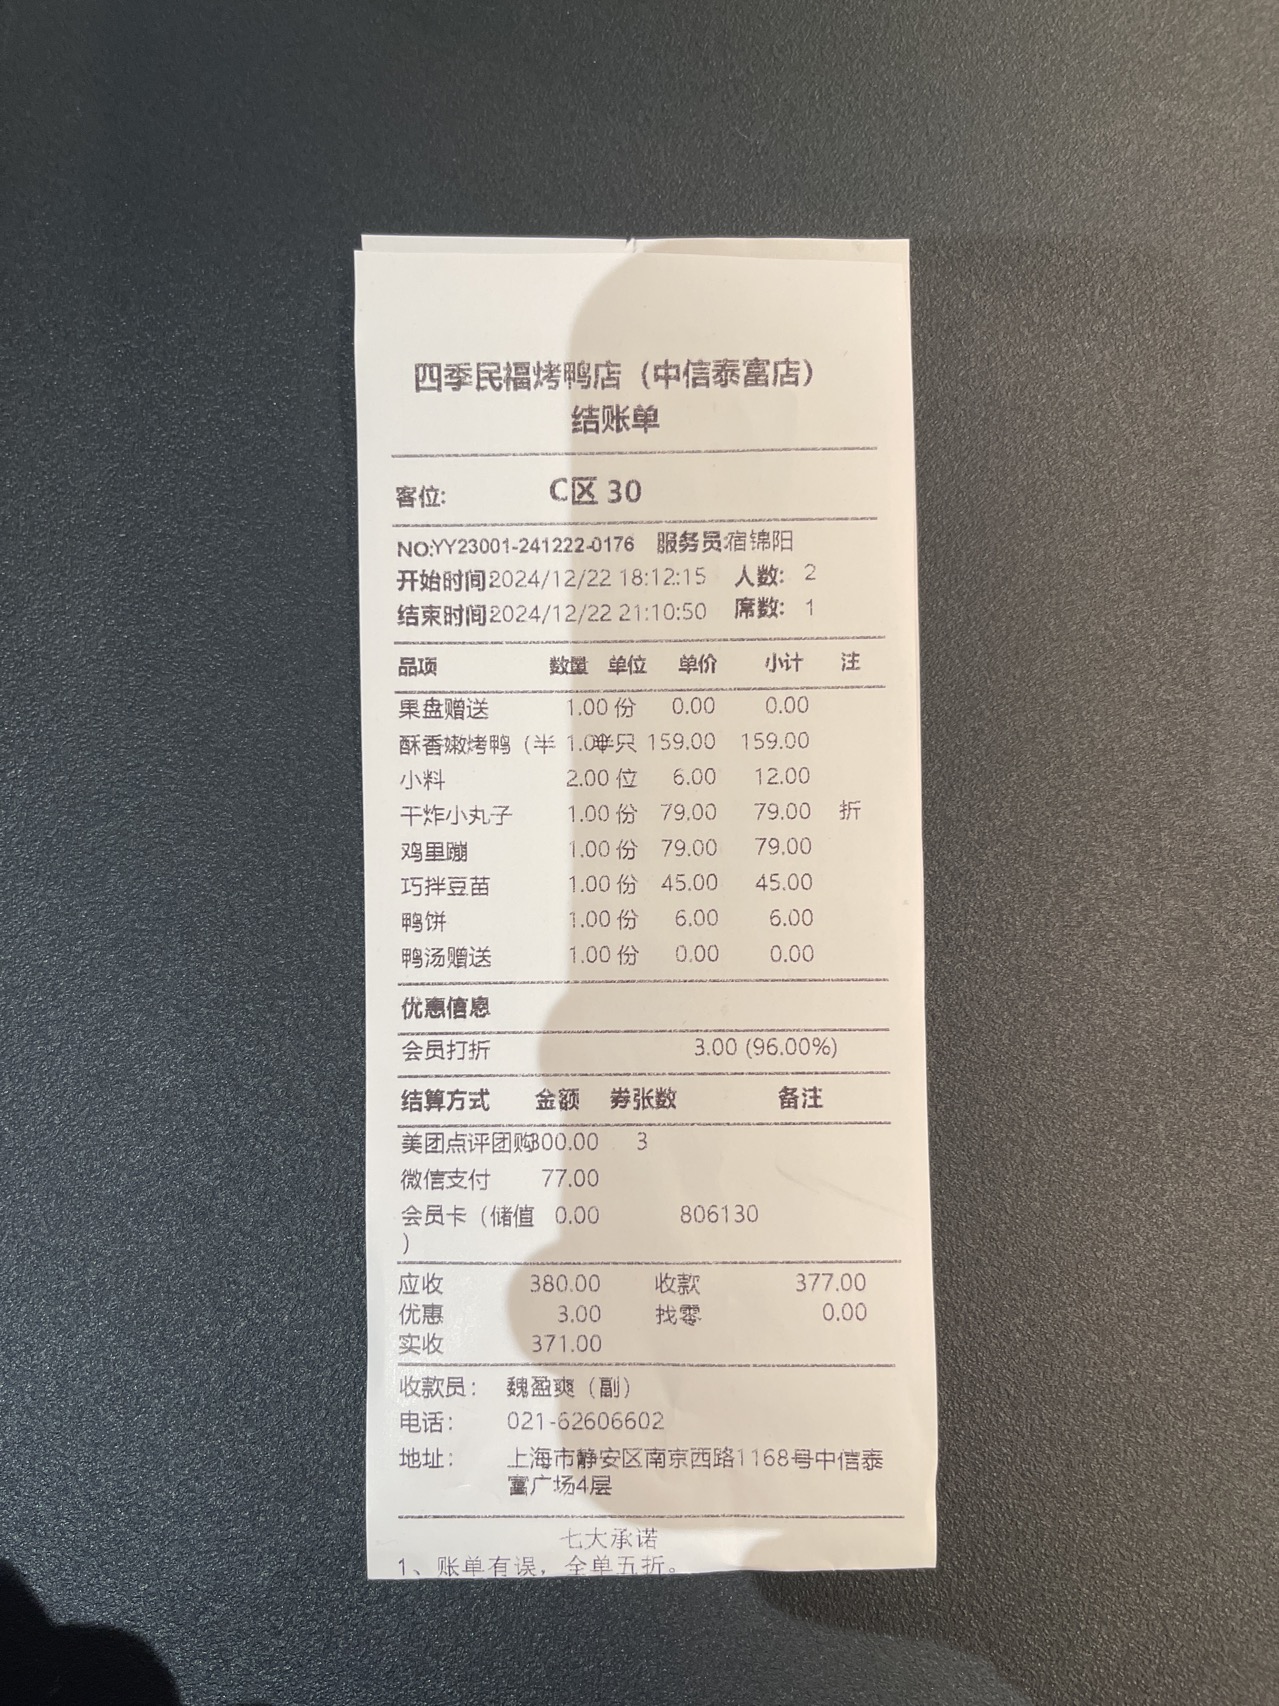 四季民福烤鸭店（中信泰富店）
结账单
客位: C区 30
NO:YY23001-241222-0176 服务员:宿锦阳
开始时间2024/12/22 18:12:15 人数: 2
结束时间2024/12/22 21:10:50 席数: 1
品项 数量 单位 单价 小计 注
果盘赠送 1.00 份 0.00 0.00
酥香嫩烤鸭（半 1.00半只 159.00 159.00
小料 2.00 位 6.00 12.00
干炸小丸子 1.00 份 79.00 79.00 折
鸡里蹦 1.00 份 79.00 79.00
巧拌豆苗 1.00 份 45.00 45.00
鸭饼 1.00 份 6.00 6.00
鸭汤赠送 1.00 份 0.00 0.00
优惠信息
会员打折 3.00 (96.00%)
结算方式 金额 券张数 备注
美团点评团购300.00 3
微信支付 77.00
会员卡（储值 0.00 806130
）
应收 380.00 收款 377.00
优惠 3.00 找零 0.00
实收 371.00
收款员: 魏盈爽（副）
电话: 021-62606602
地址: 上海市静安区南京西路1168号中信泰
富广场4层
七大承诺
1、账单有误，全单五折。